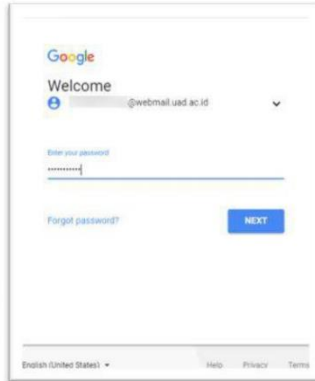 Google
Welcome
@webmail.uad.ac.id
Enter your password
Forgot password?
NEXT
English (United States)
Help Privacy Terms